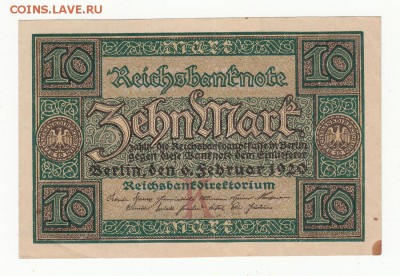 COINS.LAVE.RU
10 10
Reichsbanknote
Zehn Mark
zahlt die Reichsbankhauptkasse in Berlin
gegen diese Banknote dem Einlieferer
Berlin, den 6. Februar 1920
Reichsbankdirektorium
10 10